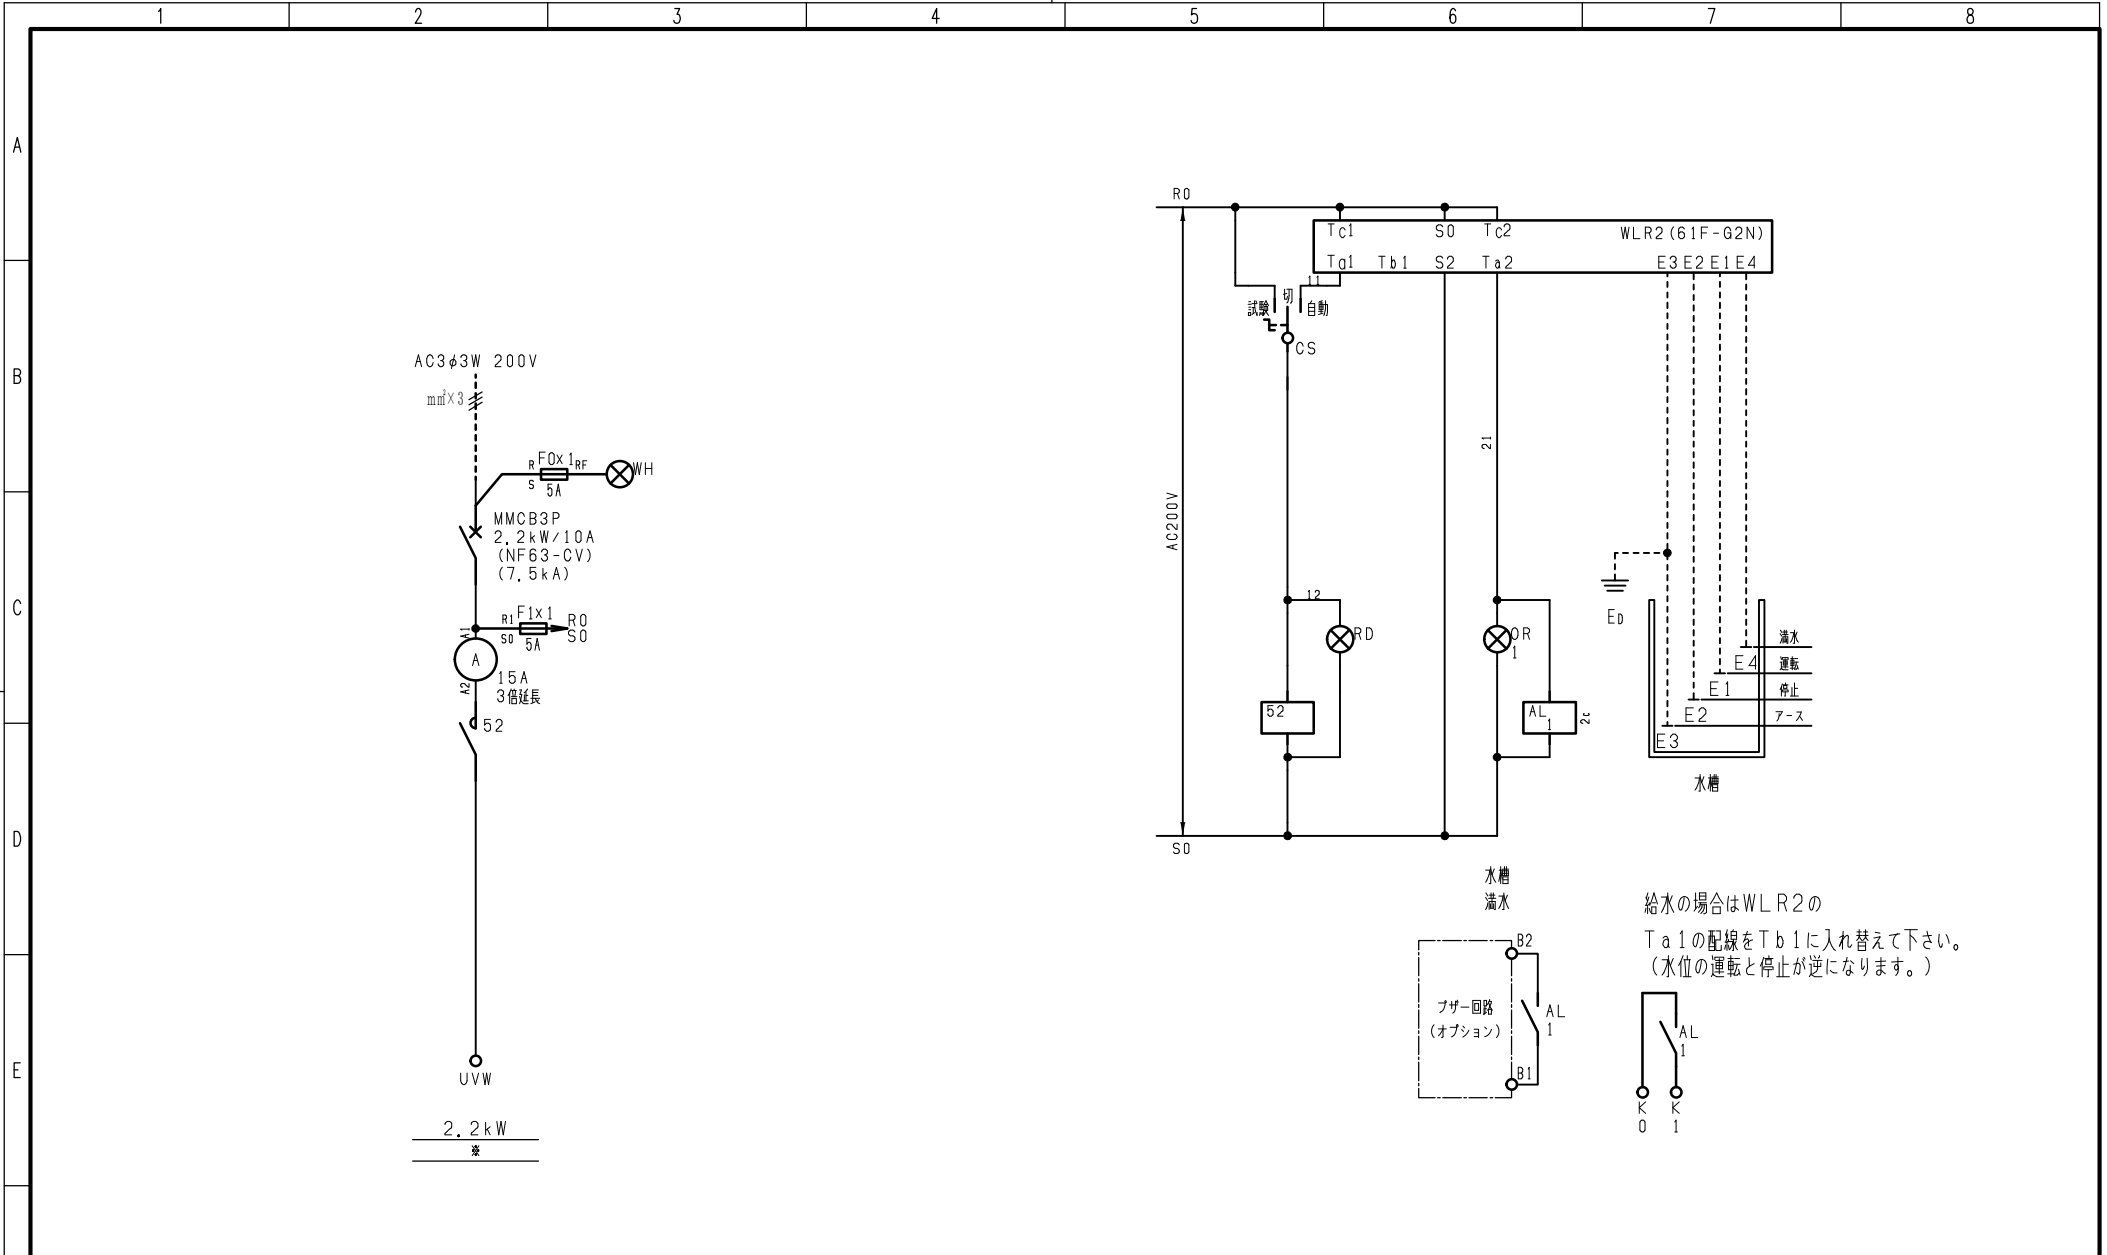 1 2 3 4 5 6 7 8
A
B
C
D
E
AC3φ3W 200V
mm²×3
R F0x1 RF
S 5A
WH
MMCB3P
2.2kW/10A
(NF63-CV)
(7.5kA)
R1 F1x1 R0
S0 5A S0
A1
A
A2
15A
3倍延長
52
UVW
2.2kW
※
R0
Tc1 S0 Tc2 WLR2(61F-G2N)
Ta1 Tb1 S2 Ta2 E3 E2 E1 E4
11
試験 切 自動
CS
21
AC200V
12
RD
OR
1
52
AL
1
2c
ED
E4 満水
E1 運転
E2 停止
E3 アース
水槽
S0
水槽
満水
給水の場合はWLR2の
Ta1の配線をTb1に入れ替えて下さい。
(水位の運転と停止が逆になります。)
B2
ブザー回路
(オプション)
AL
1
B1
AL
1
K K
0 1